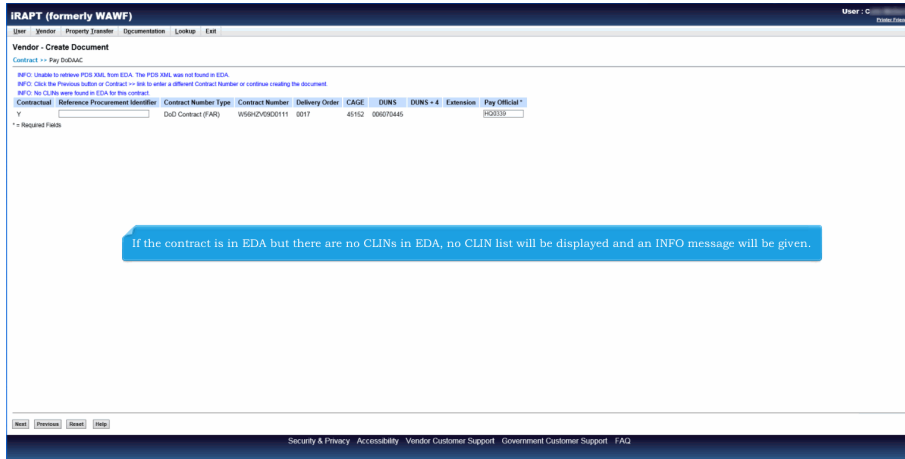 iRAPT (formerly WAWF)
User : C
Printer Frien
User Vendor Property Transfer Documentation Lookup Exit
Vendor - Create Document
Contract >> Pay DoDAAC
INFO: Unable to retrieve PDS XML from EDA. The PDS XML was not found in EDA.
INFO: Click the Previous button or Contract >> link to enter a different Contract Number or continue creating the document.
INFO: No CLINs were found in EDA for this contract.
Contractual Reference Procurement Identifier Contract Number Type Contract Number Delivery Order CAGE DUNS DUNS + 4 Extension Pay Official *
Y DoD Contract (FAR) W56HZV09D0111 0017 45152 006070445 HQ0339
* = Required Fields
If the contract is in EDA but there are no CLINs in EDA, no CLIN list will be displayed and an INFO message will be given.
Next Previous Reset Help
Security & Privacy Accessibility Vendor Customer Support Government Customer Support FAQ